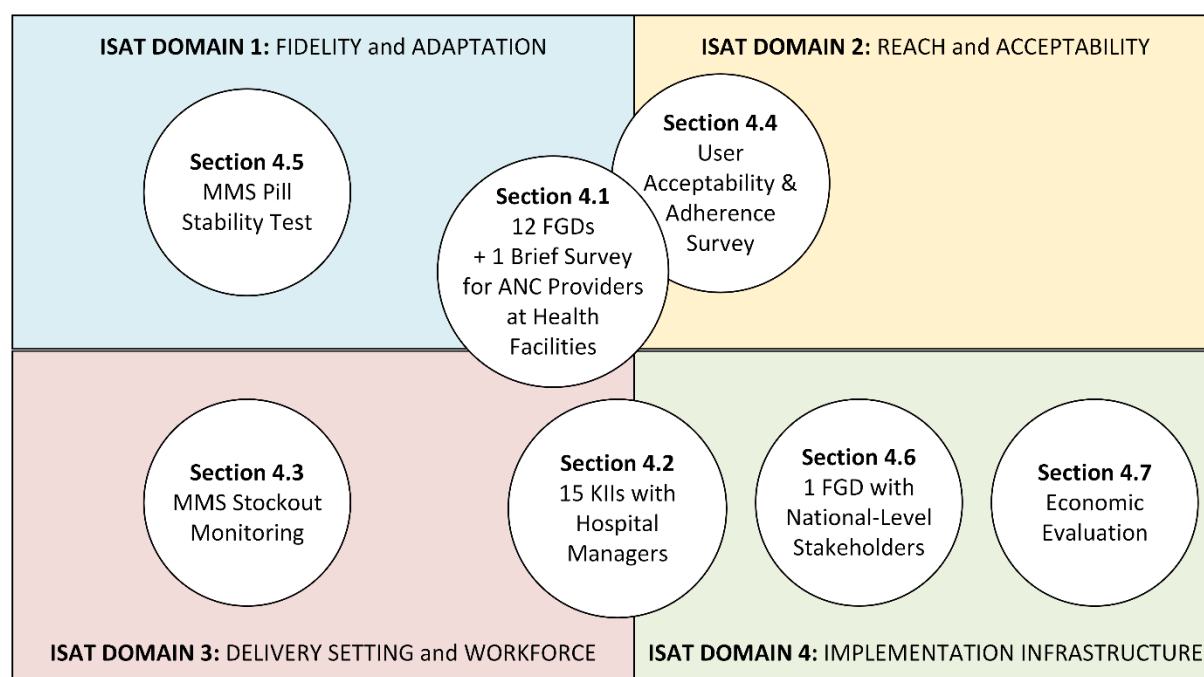 ISAT DOMAIN 1: FIDELITY and ADAPTATION
ISAT DOMAIN 2: REACH and ACCEPTABILITY
Section 4.5
MMS Pill
Stability Test
Section 4.1
12 FGDs
+ 1 Brief Survey
for ANC Providers
at Health
Facilities
Section 4.4
User
Acceptability &
Adherence
Survey
Section 4.3
MMS Stockout
Monitoring
Section 4.2
15 KIIs with
Hospital
Managers
Section 4.6
1 FGD with
National-Level
Stakeholders
Section 4.7
Economic
Evaluation
ISAT DOMAIN 3: DELIVERY SETTING and WORKFORCE
ISAT DOMAIN 4: IMPLEMENTATION INFRASTRUCTURE